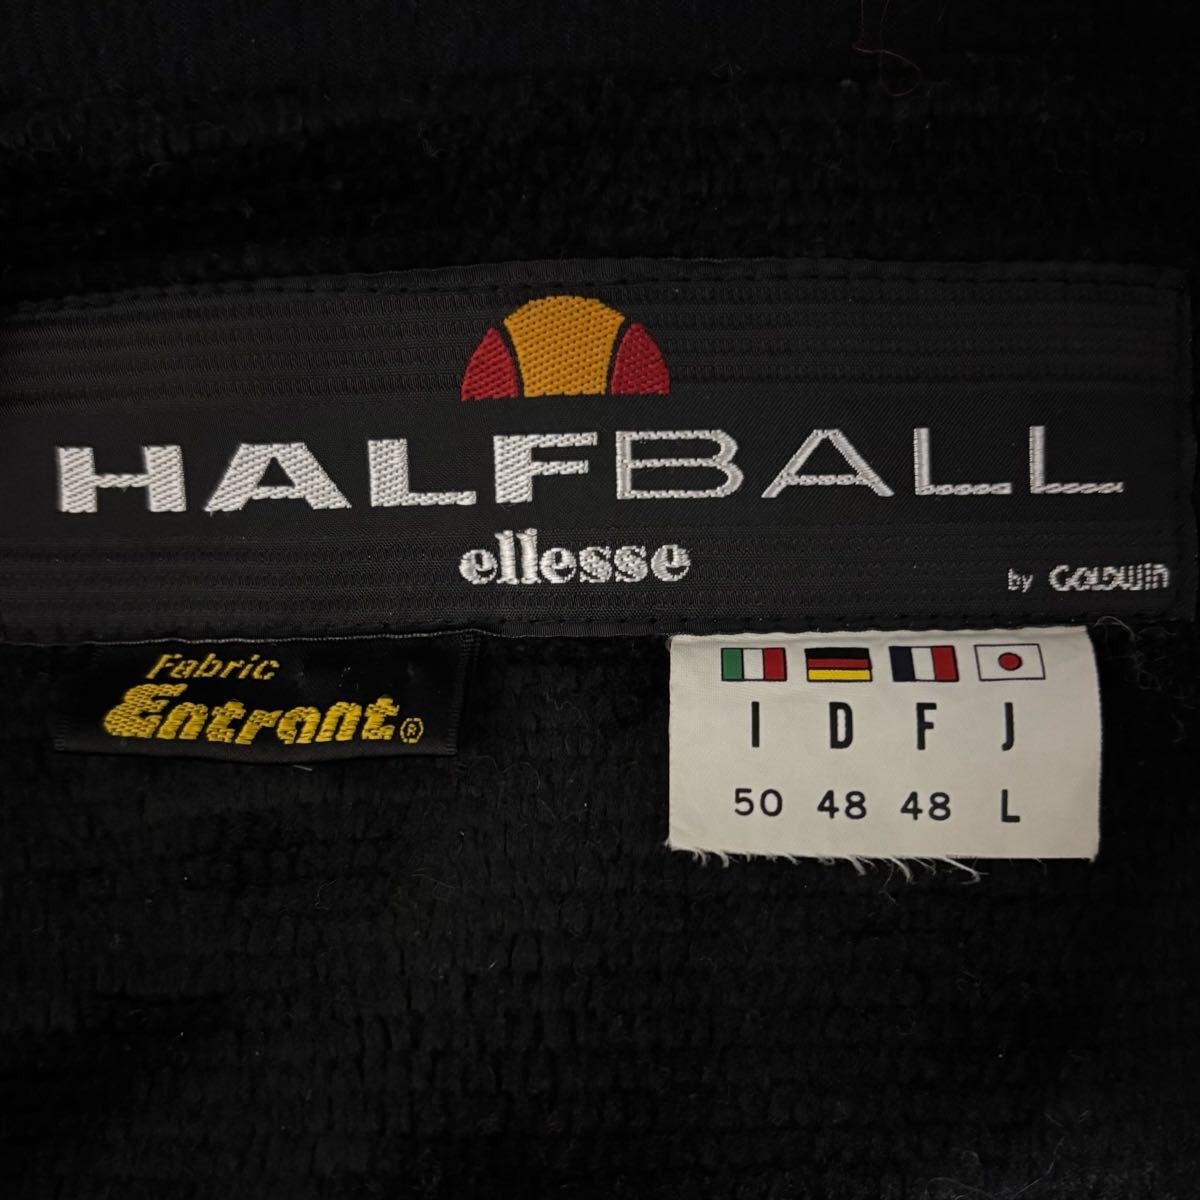 HALFBALL
ellesse
by GOLDWIN
Fabric
Entrant®
I D F J
50 48 48 L